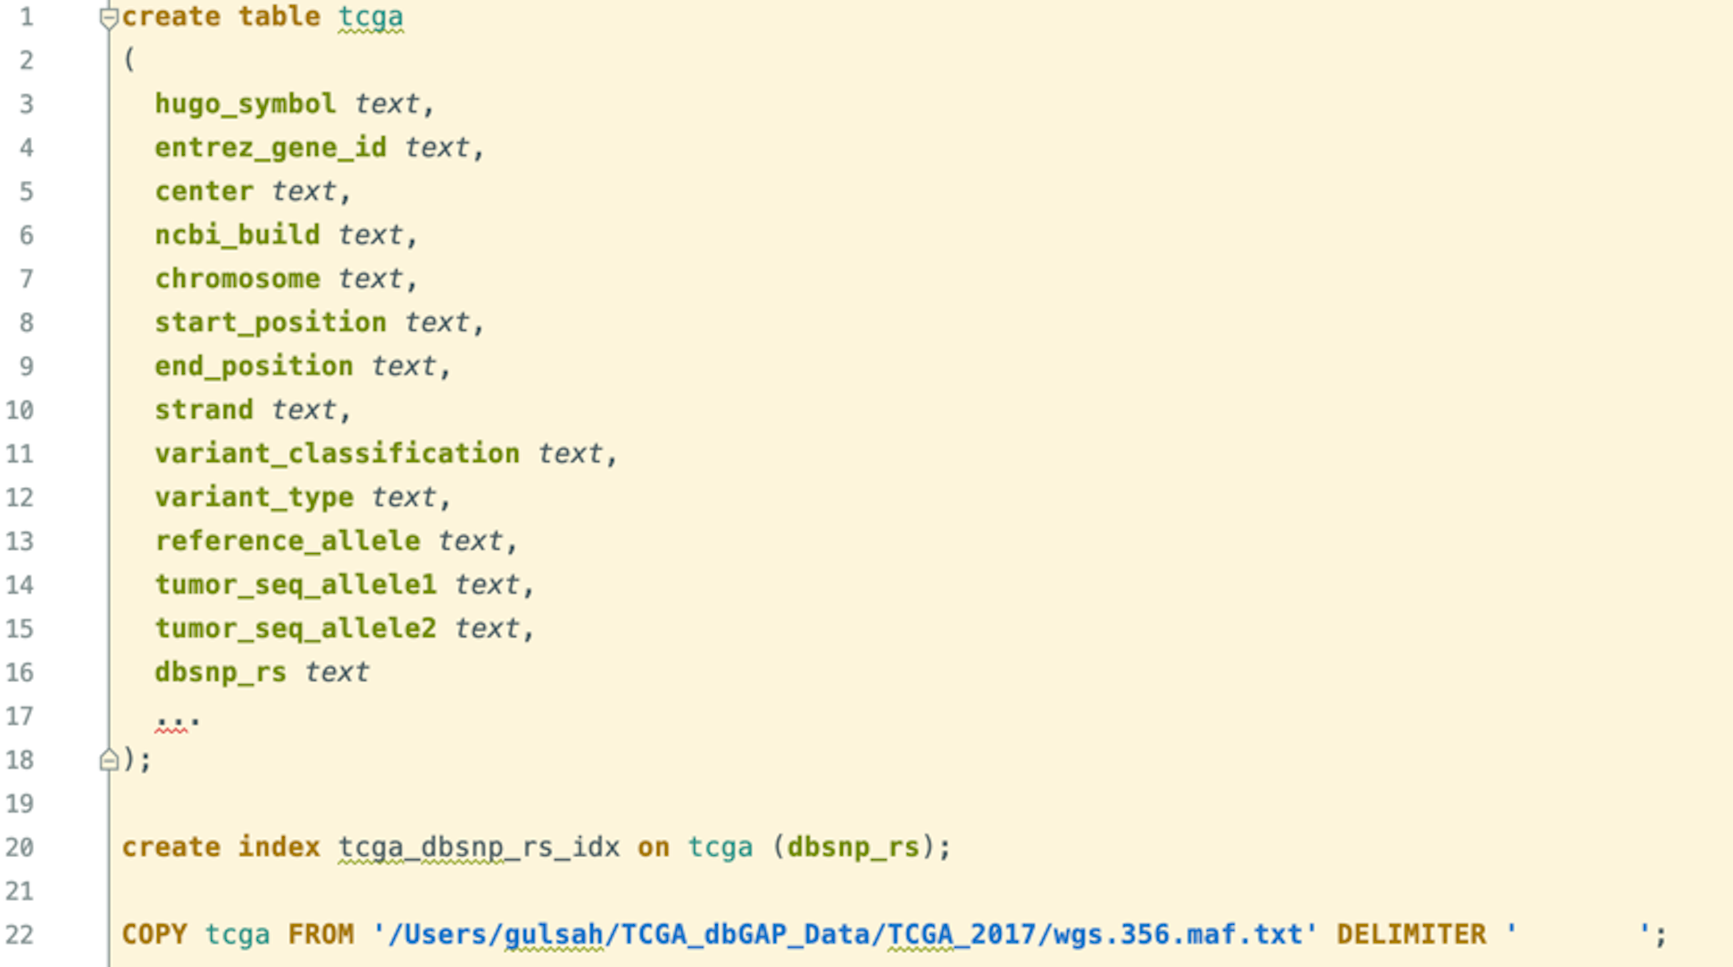 1 create table tcga
2 (
3   hugo_symbol text,
4   entrez_gene_id text,
5   center text,
6   ncbi_build text,
7   chromosome text,
8   start_position text,
9   end_position text,
10   strand text,
11   variant_classification text,
12   variant_type text,
13   reference_allele text,
14   tumor_seq_allele1 text,
15   tumor_seq_allele2 text,
16   dbsnp_rs text
17   ...
18 );
19
20 create index tcga_dbsnp_rs_idx on tcga (dbsnp_rs);
21
22 COPY tcga FROM '/Users/gulsah/TCGA_dbGAP_Data/TCGA_2017/wgs.356.maf.txt' DELIMITER '	';